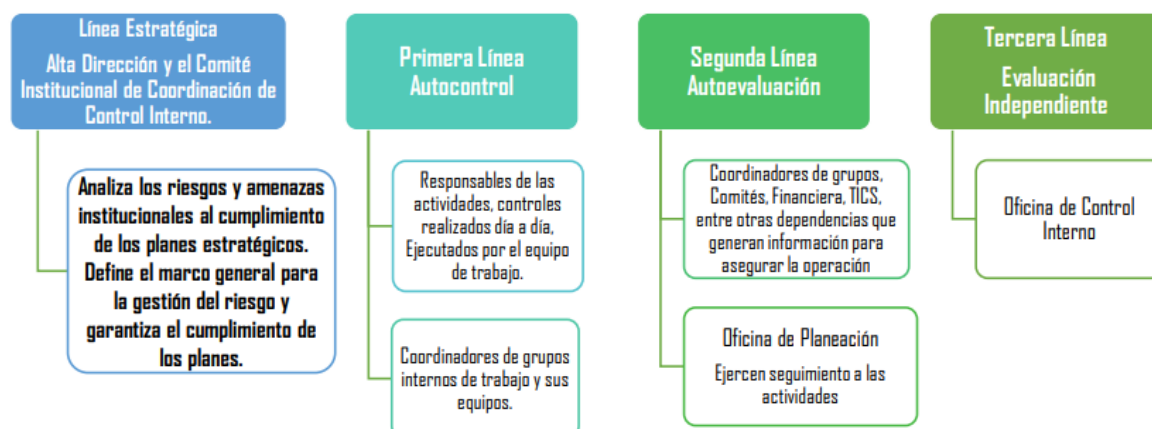 Línea Estratégica
Alta Dirección y el Comité
Institucional de Coordinación de
Control Interno.
Analiza los riesgos y amenazas
institucionales al cumplimiento
de los planes estratégicos.
Define el marco general para
la gestión del riesgo y
garantiza el cumplimiento de
los planes.
Primera Línea
Autocontrol
Responsables de las
actividades, controles
realizados día a día,
Ejecutados por el equipo
de trabajo.
Coordinadores de grupos
internos de trabajo y sus
equipos.
Segunda Línea
Autoevaluación
Coordinadores de grupos,
Comités, Financiera, TICS,
entre otras dependencias que
generan información para
asegurar la operación
Oficina de Planeación
Ejercen seguimiento a las
actividades
Tercera Línea
Evaluación
Independiente
Oficina de Control
Interno